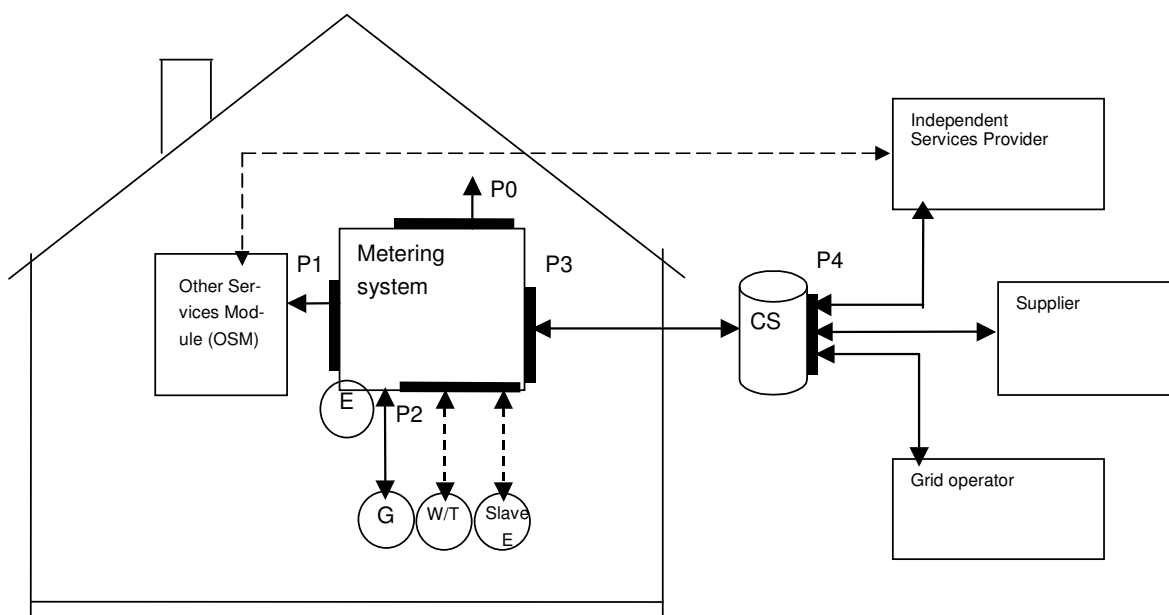 Independent
Services Provider
P0
Metering
system
P1
P3
P4
Other Ser-
vices Mod-
ule (OSM)
CS
Supplier
E
P2
G
W/T
Slave
E
Grid operator